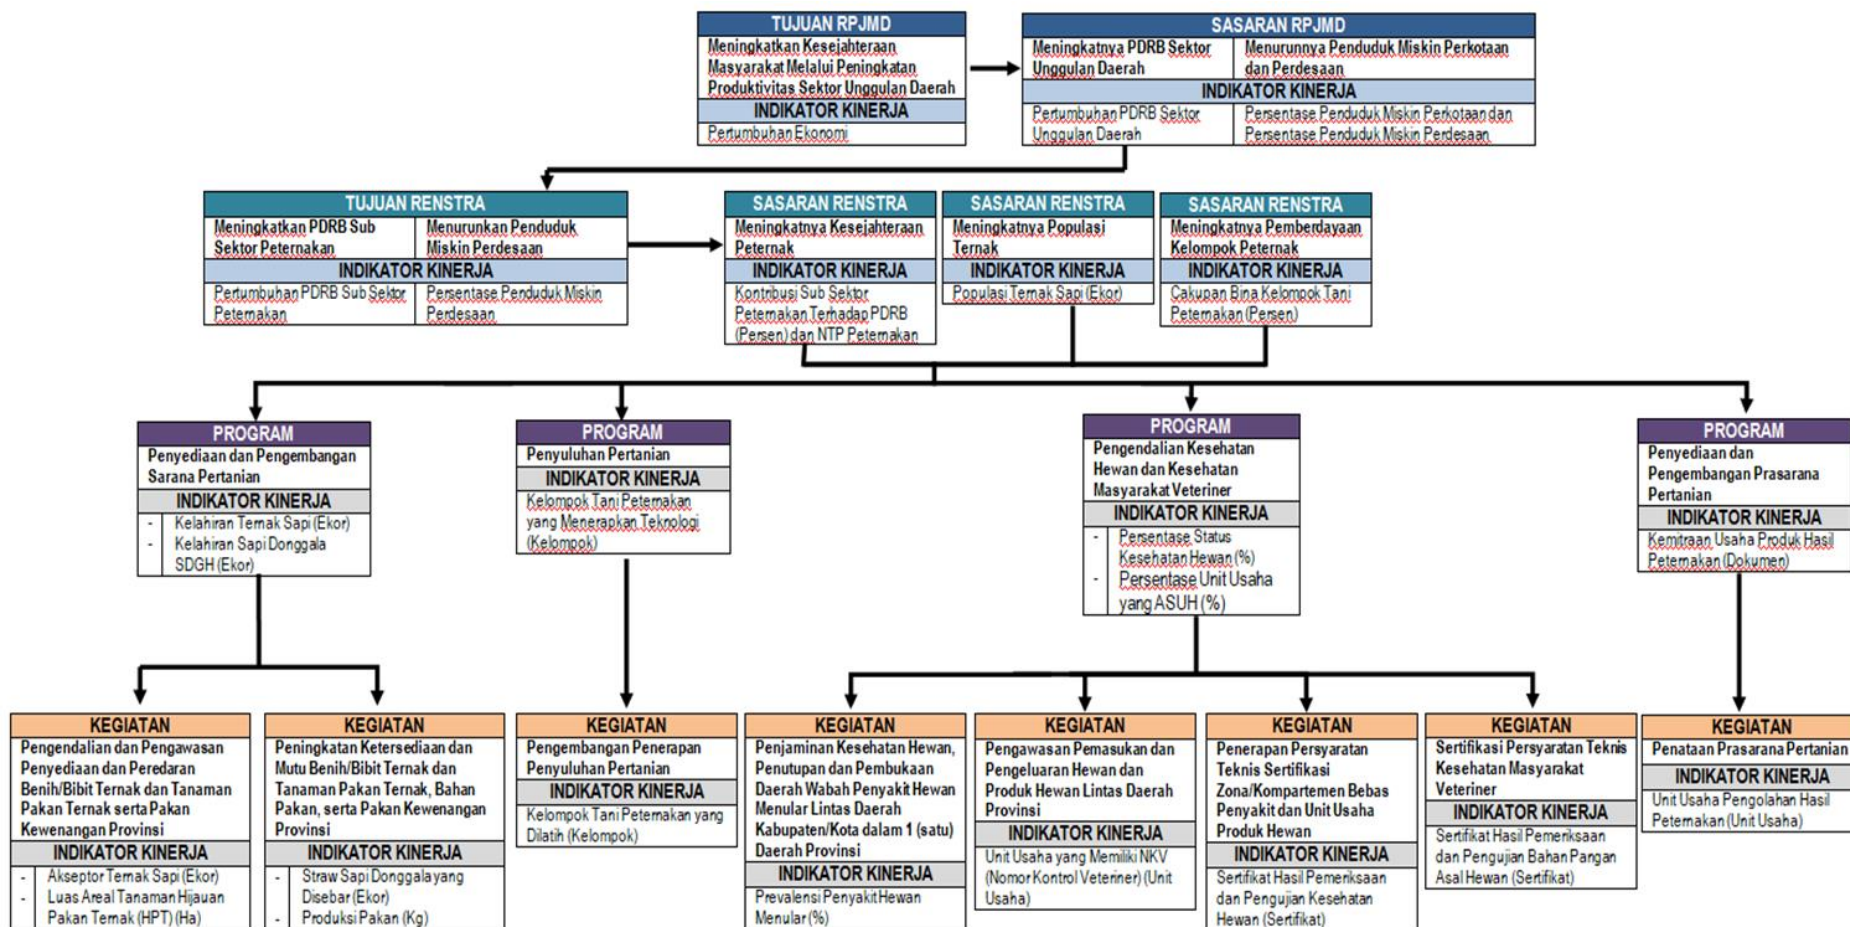 TUJUAN RPJMD
Meningkatkan Kesejahteraan
Masyarakat Melalui Peningkatan
Produktivitas Sektor Unggulan Daerah
INDIKATOR KINERJA
Pertumbuhan Ekonomi
SASARAN RPJMD
Meningkatnya PDRB Sektor
Unggulan Daerah
Menurunnya Penduduk Miskin Perkotaan
dan Perdesaan
INDIKATOR KINERJA
Pertumbuhan PDRB Sektor
Unggulan Daerah
Persentase Penduduk Miskin Perkotaan dan
Persentase Penduduk Miskin Perdesaan
TUJUAN RENSTRA
Meningkatkan PDRB Sub
Sektor Peternakan
Menurunkan Penduduk
Miskin Perdesaan
INDIKATOR KINERJA
Pertumbuhan PDRB Sub Sektor
Peternakan
Persentase Penduduk Miskin
Perdesaan
SASARAN RENSTRA
Meningkatnya Kesejahteraan
Peternak
INDIKATOR KINERJA
Kontribusi Sub Sektor
Peternakan Terhadap PDRB
(Persen) dan NTP Peternakan
SASARAN RENSTRA
Meningkatnya Populasi
Ternak
INDIKATOR KINERJA
Populasi Ternak Sapi (Ekor)
SASARAN RENSTRA
Meningkatnya Pemberdayaan
Kelompok Peternak
INDIKATOR KINERJA
Cakupan Bina Kelompok Tani
Peternakan (Persen)
PROGRAM
Penyediaan dan Pengembangan
Sarana Pertanian
INDIKATOR KINERJA
- Kelahiran Ternak Sapi (Ekor)
- Kelahiran Sapi Donggala
SDGH (Ekor)
PROGRAM
Penyuluhan Pertanian
INDIKATOR KINERJA
Kelompok Tani Peternakan
yang Menerapkan Teknologi
(Kelompok)
PROGRAM
Pengendalian Kesehatan
Hewan dan Kesehatan
Masyarakat Veteriner
INDIKATOR KINERJA
- Persentase Status
Kesehatan Hewan (%)
- Persentase Unit Usaha
yang ASUH (%)
PROGRAM
Penyediaan dan
Pengembangan Prasarana
Pertanian
INDIKATOR KINERJA
Kemitraan Usaha Produk Hasil
Peternakan (Dokumen)
KEGIATAN
Pengendalian dan Pengawasan
Penyediaan dan Peredaran
Benih/Bibit Ternak dan Tanaman
Pakan Ternak serta Pakan
Kewenangan Provinsi
INDIKATOR KINERJA
- Akseptor Ternak Sapi (Ekor)
- Luas Areal Tanaman Hijauan
Pakan Ternak (HPT) (Ha)
KEGIATAN
Peningkatan Ketersediaan dan
Mutu Benih/Bibit Ternak dan
Tanaman Pakan Ternak, Bahan
Pakan, serta Pakan Kewenangan
Provinsi
INDIKATOR KINERJA
- Straw Sapi Donggala yang
Disebar (Ekor)
- Produksi Pakan (Kg)
KEGIATAN
Pengembangan Penerapan
Penyuluhan Pertanian
INDIKATOR KINERJA
Kelompok Tani Peternakan yang
Dilatih (Kelompok)
KEGIATAN
Penjaminan Kesehatan Hewan,
Penutupan dan Pembukaan
Daerah Wabah Penyakit Hewan
Menular Lintas Daerah
Kabupaten/Kota dalam 1 (satu)
Daerah Provinsi
INDIKATOR KINERJA
Prevalensi Penyakit Hewan
Menular (%)
KEGIATAN
Pengawasan Pemasukan dan
Pengeluaran Hewan dan
Produk Hewan Lintas Daerah
Provinsi
INDIKATOR KINERJA
Unit Usaha yang Memiliki NKV
(Nomor Kontrol Veteriner) (Unit
Usaha)
KEGIATAN
Penerapan Persyaratan
Teknis Sertifikasi
Zona/Kompartemen Bebas
Penyakit dan Unit Usaha
Produk Hewan
INDIKATOR KINERJA
Sertifikat Hasil Pemeriksaan
dan Pengujian Kesehatan
Hewan (Sertifikat)
KEGIATAN
Sertifikasi Persyaratan Teknis
Kesehatan Masyarakat
Veteriner
INDIKATOR KINERJA
Sertifikat Hasil Pemeriksaan
dan Pengujian Bahan Pangan
Asal Hewan (Sertifikat)
KEGIATAN
Penataan Prasarana Pertanian
INDIKATOR KINERJA
Unit Usaha Pengolahan Hasil
Peternakan (Unit Usaha)